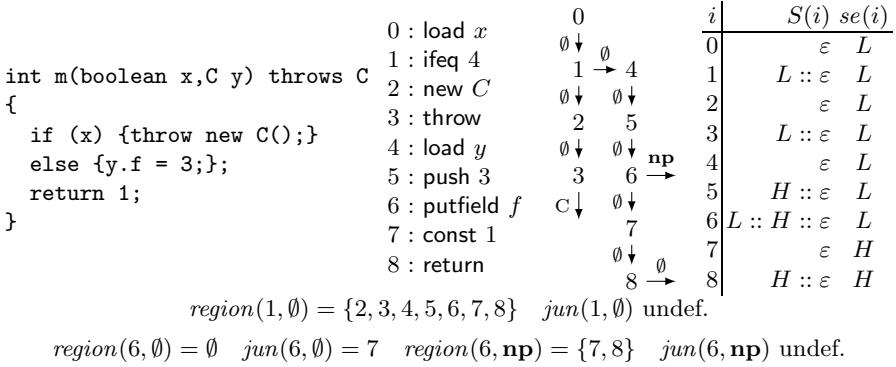 int m(boolean x,C y) throws C
{
if (x) {throw new C();}
else {y.f = 3;};
return 1;
}
0 : load x
1 : ifeq 4
2 : new C
3 : throw
4 : load y
5 : push 3
6 : putfield f
7 : const 1
8 : return
0
∅ ∅
1 4
∅ ∅
2 5
∅ ∅ np
3 6
C ∅
7
∅ ∅
8
i S(i) se(i)
0 ε L
1 L :: ε L
2 ε L
3 L :: ε L
4 ε L
5 H :: ε L
6 L :: H :: ε L
7 ε H
8 H :: ε H
region(1, ∅) = {2, 3, 4, 5, 6, 7, 8} jun(1, ∅) undef.
region(6, ∅) = ∅ jun(6, ∅) = 7 region(6, np) = {7, 8} jun(6, np) undef.